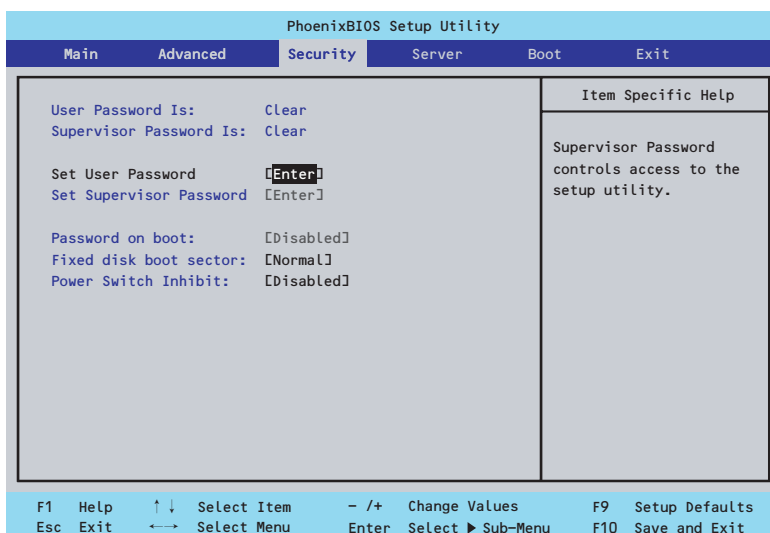 PhoenixBIOS Setup Utility
Main Advanced Security Server Boot Exit
User Password Is: Clear
Supervisor Password Is: Clear
Set User Password [Enter]
Set Supervisor Password [Enter]
Password on boot: [Disabled]
Fixed disk boot sector: [Normal]
Power Switch Inhibit: [Disabled]
Item Specific Help
Supervisor Password
controls access to the
setup utility.
F1 Help ↑↓ Select Item - /+ Change Values F9 Setup Defaults
Esc Exit ←→ Select Menu Enter Select ▶ Sub-Menu F10 Save and Exit